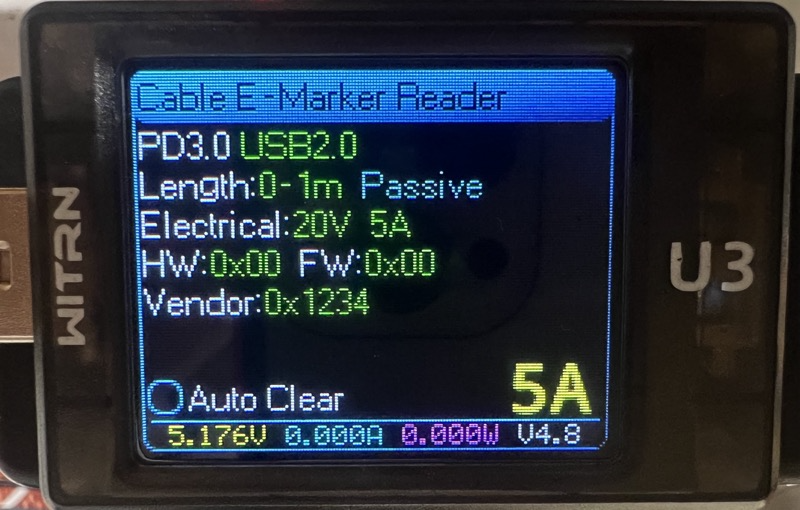 Cable E-Marker Reader
PD3.0 USB2.0
Length:0-1m Passive
Electrical:20V 5A
HW:0x00 FW:0x00
Vendor:0x1234
Auto Clear
5A
5.176V 0.000A 0.000W V4.8
WITRN
U3